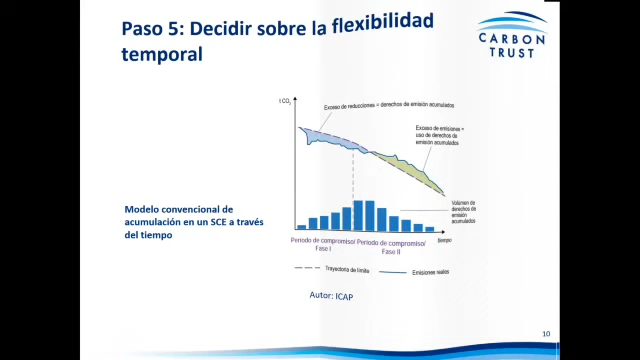 Paso 5: Decidir sobre la flexibilidad
temporal
CARBON
TRUST
t CO₂
Exceso de reducciones = derechos de emisión acumulados
Exceso de emisiones =
uso de derechos de
emisión acumulados
Modelo convencional de
acumulación en un SCE a través
del tiempo
Volumen de
derechos de
emisión
acumulados
Periodo de compromiso/
Fase I
Periodo de compromiso/
Fase II
tiempo
Trayectoria de límite
Emisiones reales
Autor: ICAP
10